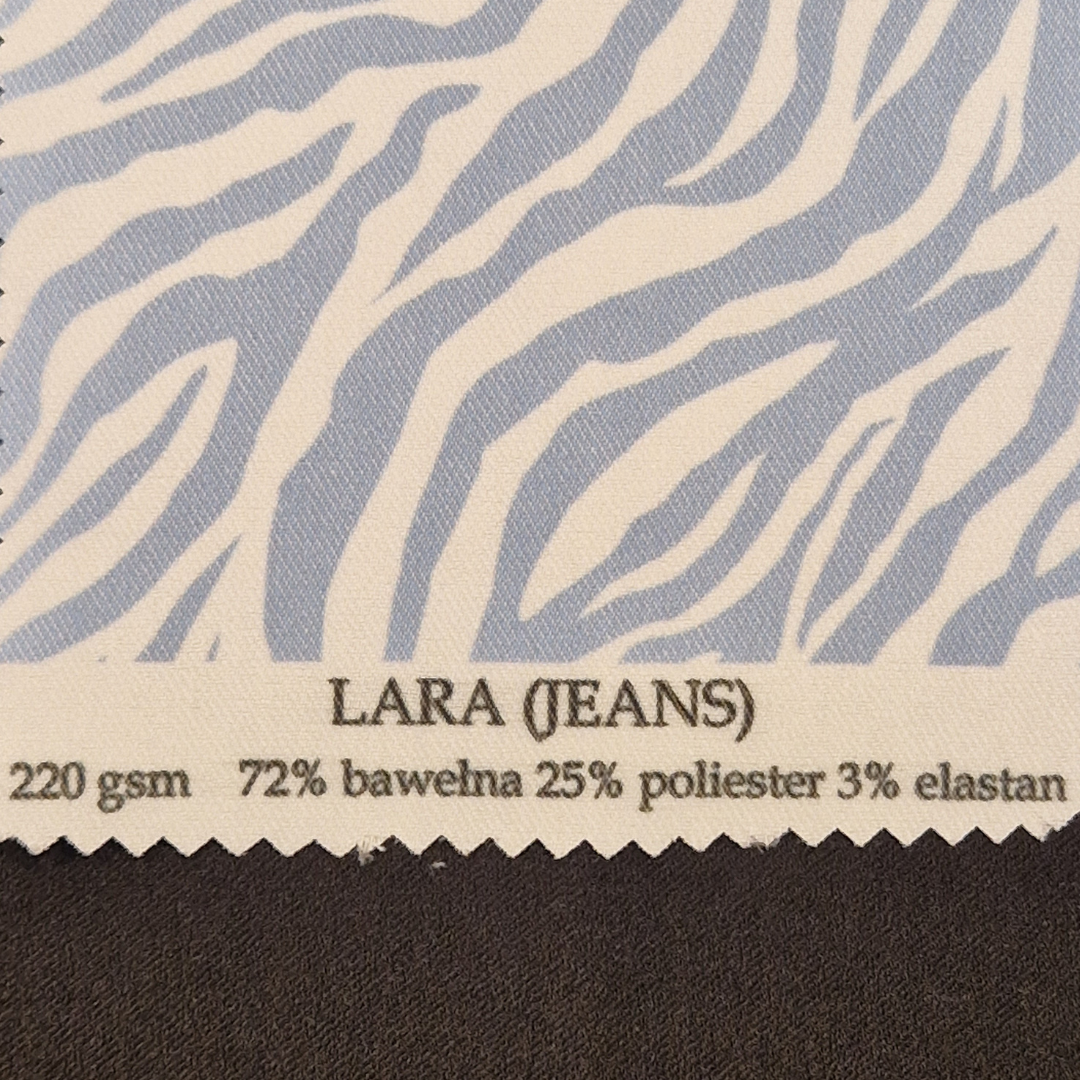 LARA (JEANS)
220 gsm 72% bawełna 25% poliester 3% elastan